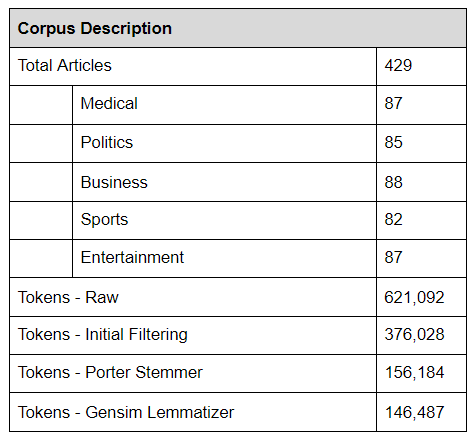 Corpus Description
Total Articles 429
Medical 87
Politics 85
Business 88
Sports 82
Entertainment 87
Tokens - Raw 621,092
Tokens - Initial Filtering 376,028
Tokens - Porter Stemmer 156,184
Tokens - Gensim Lemmatizer 146,487